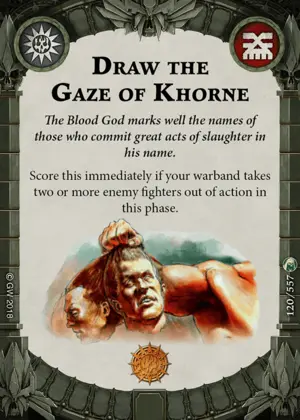 DRAW THE
GAZE OF KHORNE
The Blood God marks well the names of
those who commit great acts of slaughter in
his name.
Score this immediately if your warband takes
two or more enemy fighters out of action in
this phase.
© GW 2018
120/557